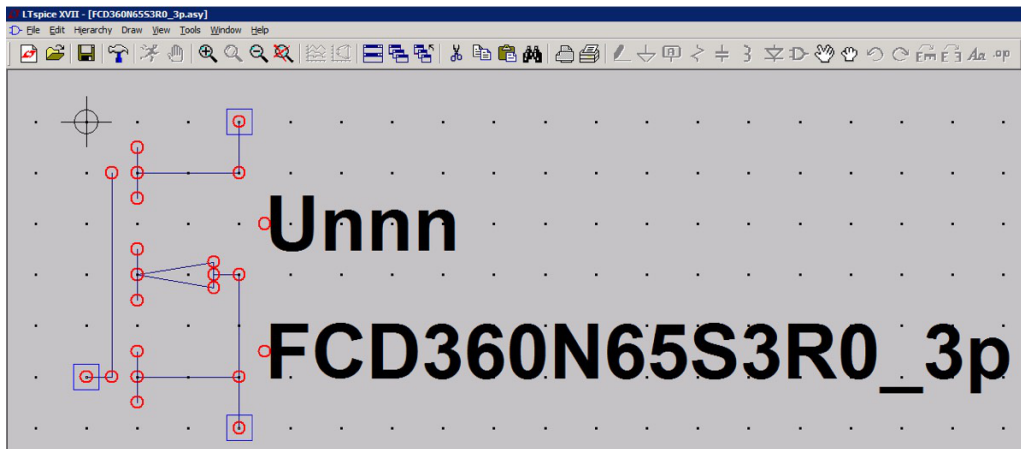 LTspice XVII - [FCD360N65S3R0_3p.asy]
File Edit Hierarchy Draw View Tools Window Help
Unnn
FCD360N65S3R0_3p